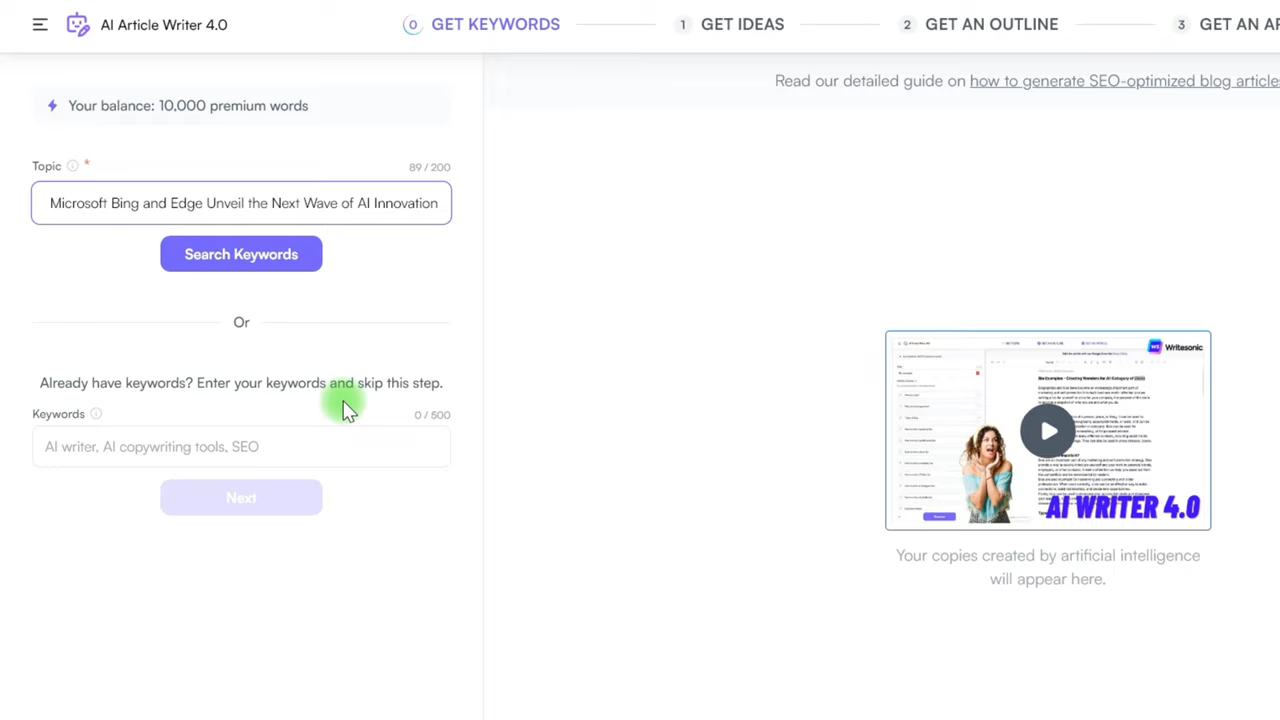 AI Article Writer 4.0
0 GET KEYWORDS
1 GET IDEAS
2 GET AN OUTLINE
3 GET AN AR
Your balance: 10,000 premium words
Read our detailed guide on how to generate SEO-optimized blog articles
Topic * 89 / 200
Microsoft Bing and Edge Unveil the Next Wave of AI Innovation
Search Keywords
Or
Already have keywords? Enter your keywords and skip this step.
Keywords 0 / 500
AI writer, AI copywriting tools, SEO
Next
Writesonic
AI WRITER 4.0
Your copies created by artificial intelligence
will appear here.